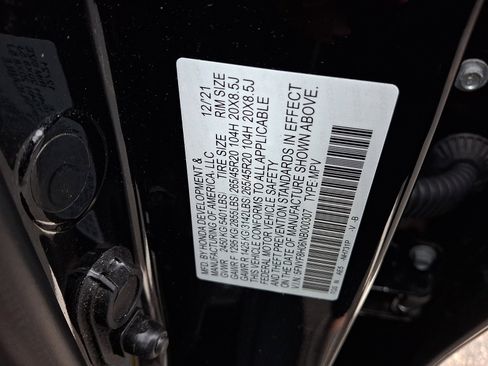 MFD. BY HONDA DEVELOPMENT &
MANUFACTURING OF AMERICA, LLC 12/21
GVWR 2450KG(5401LBS) TIRE SIZE RIM SIZE
GAWR F 1295KG(2855LBS) 265/45R20 104H 20X8.5J
GAWR R 1425KG(3142LBS) 265/45R20 104H 20X8.5J
THIS VEHICLE CONFORMS TO ALL APPLICABLE
FEDERAL MOTOR VEHICLE SAFETY
AND THEFT PREVENTION STANDARDS IN EFFECT
ON THE DATE OF MANUFACTURE SHOWN ABOVE.
V.I.N. TYPE MPV
-V -B